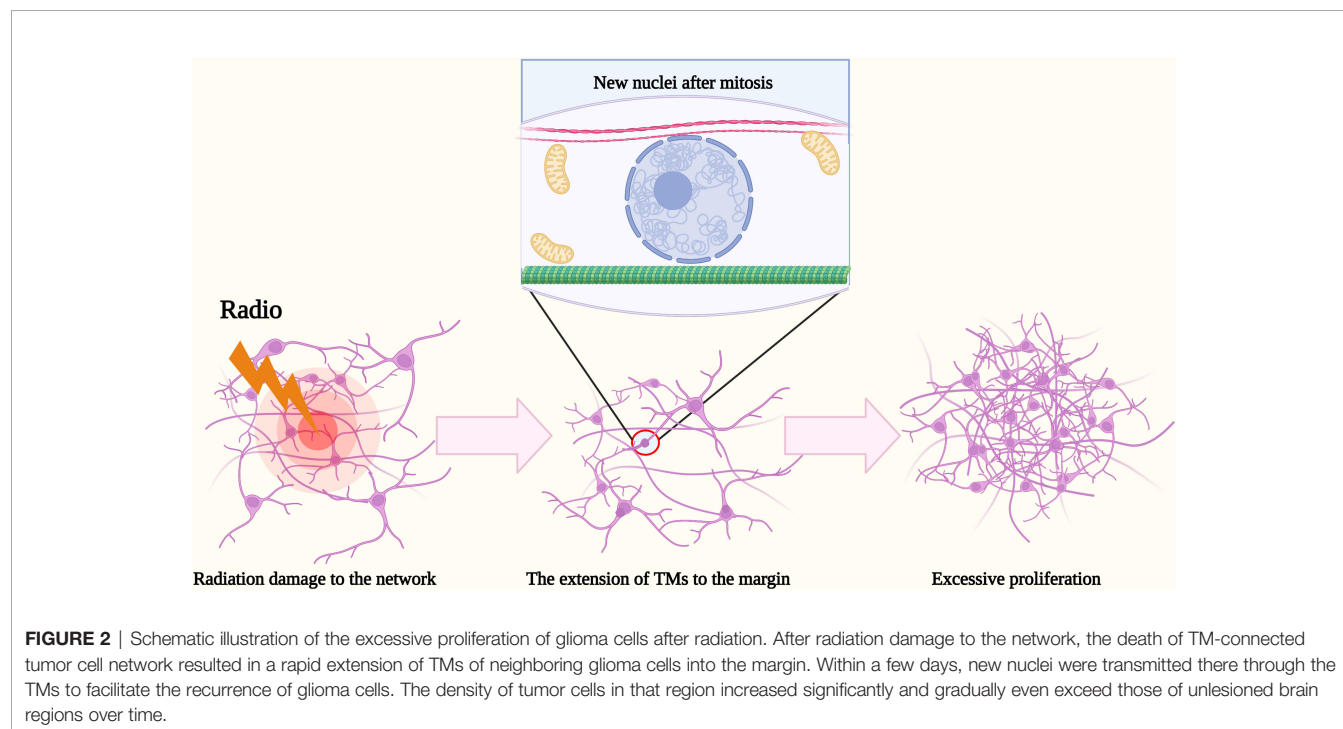 New nuclei after mitosis
Radio
Radiation damage to the network
The extension of TMs to the margin
Excessive proliferation
FIGURE 2 | Schematic illustration of the excessive proliferation of glioma cells after radiation. After radiation damage to the network, the death of TM-connected
tumor cell network resulted in a rapid extension of TMs of neighboring glioma cells into the margin. Within a few days, new nuclei were transmitted there through the
TMs to facilitate the recurrence of glioma cells. The density of tumor cells in that region increased significantly and gradually even exceed those of unlesioned brain
regions over time.